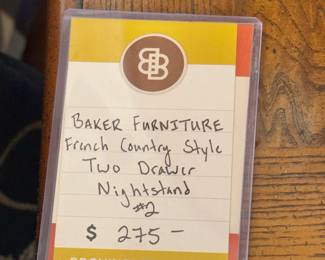 BAKER FURNITURE
French Country Style
Two Drawer
Nightstand
#2
$ 275 —